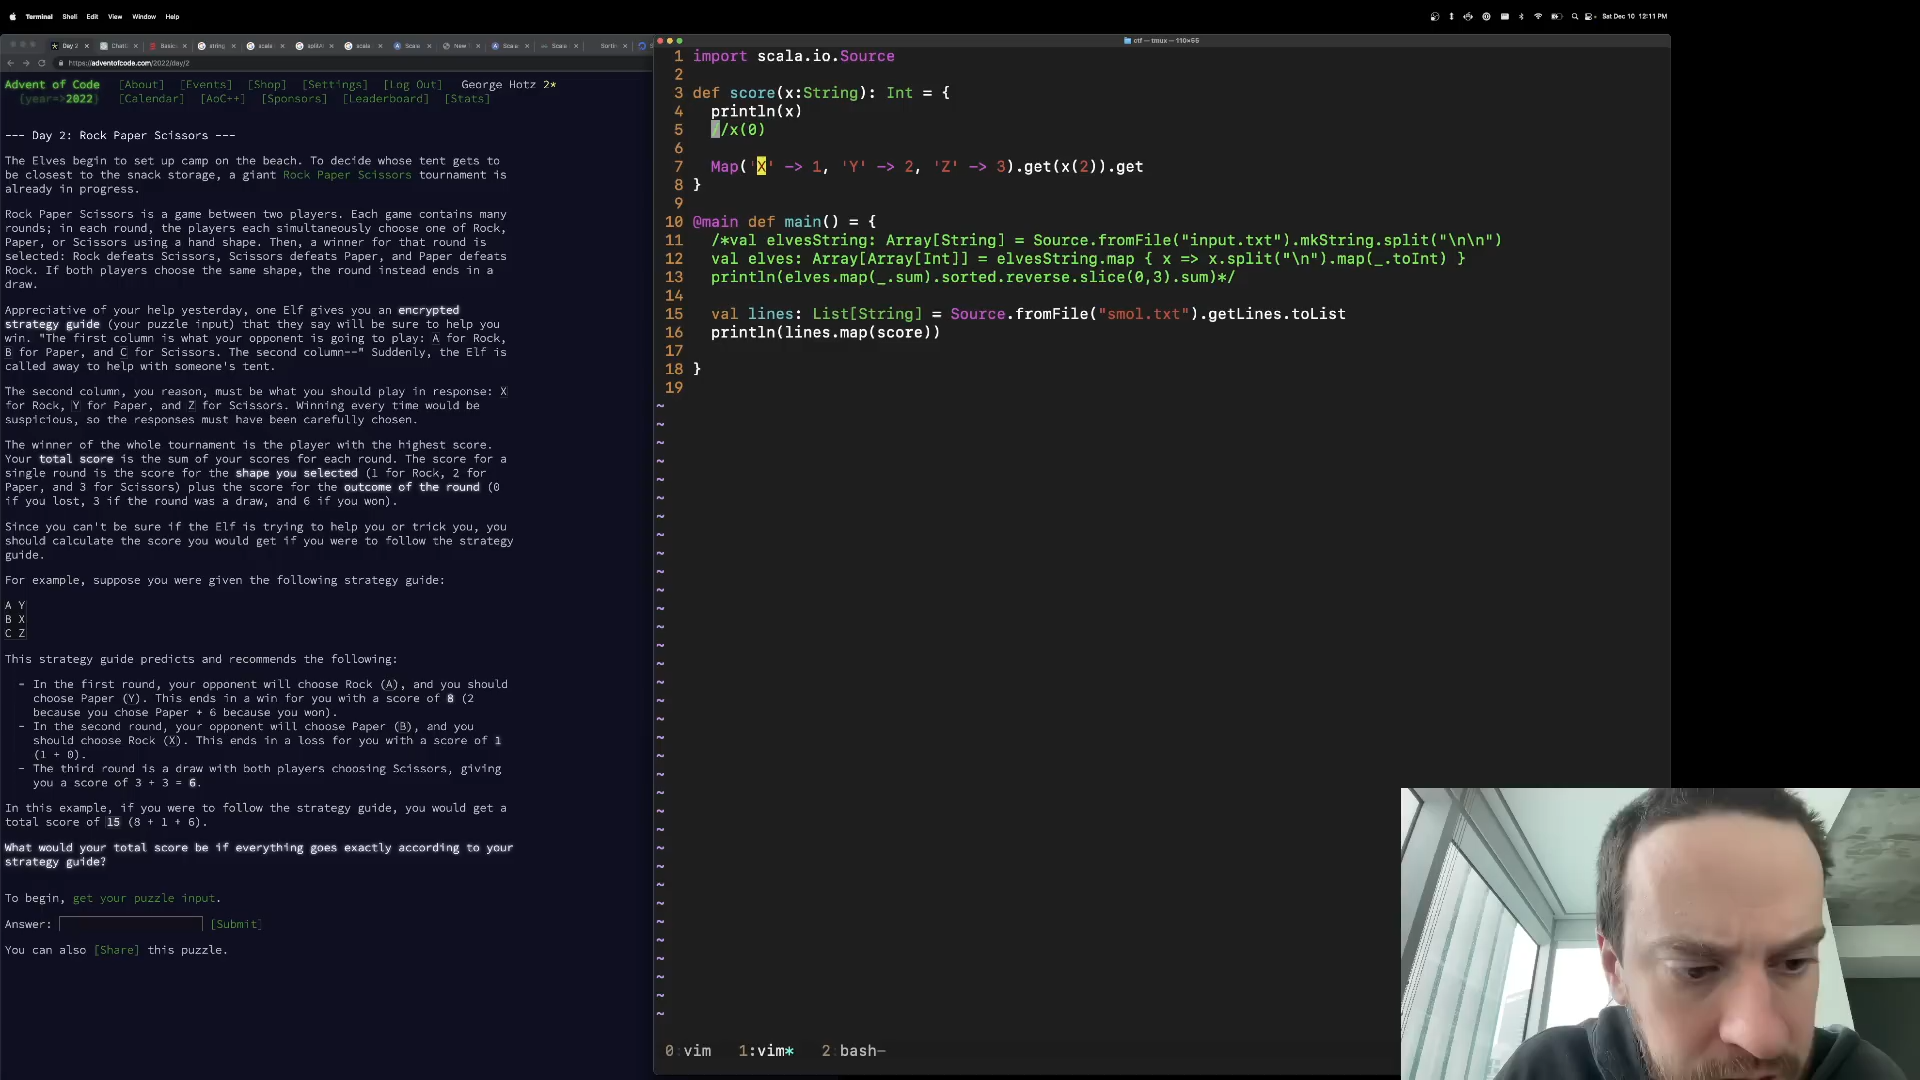 Terminal Shell Edit View Window Help
Sat Dec 10 12:11 PM
Day 2
https://adventofcode.com/2022/day/2
ctf — tmux — 110×55
Advent of Code [About] [Events] [Shop] [Settings] [Log Out] George Hotz 2*
{year=>2022} [Calendar] [AoC++] [Sponsors] [Leaderboard] [Stats]
--- Day 2: Rock Paper Scissors ---
The Elves begin to set up camp on the beach. To decide whose tent gets to
be closest to the snack storage, a giant Rock Paper Scissors tournament is
already in progress.
Rock Paper Scissors is a game between two players. Each game contains many
rounds; in each round, the players each simultaneously choose one of Rock,
Paper, or Scissors using a hand shape. Then, a winner for that round is
selected: Rock defeats Scissors, Scissors defeats Paper, and Paper defeats
Rock. If both players choose the same shape, the round instead ends in a
draw.
Appreciative of your help yesterday, one Elf gives you an encrypted
strategy guide (your puzzle input) that they say will be sure to help you
win. "The first column is what your opponent is going to play: A for Rock,
B for Paper, and C for Scissors. The second column--" Suddenly, the Elf is
called away to help with someone's tent.
The second column, you reason, must be what you should play in response: X
for Rock, Y for Paper, and Z for Scissors. Winning every time would be
suspicious, so the responses must have been carefully chosen.
The winner of the whole tournament is the player with the highest score.
Your total score is the sum of your scores for each round. The score for a
single round is the score for the shape you selected (1 for Rock, 2 for
Paper, and 3 for Scissors) plus the score for the outcome of the round (0
if you lost, 3 if the round was a draw, and 6 if you won).
Since you can't be sure if the Elf is trying to help you or trick you, you
should calculate the score you would get if you were to follow the strategy
guide.
For example, suppose you were given the following strategy guide:
A Y
B X
C Z
This strategy guide predicts and recommends the following:
- In the first round, your opponent will choose Rock (A), and you should
choose Paper (Y). This ends in a win for you with a score of 8 (2
because you chose Paper + 6 because you won).
- In the second round, your opponent will choose Paper (B), and you
should choose Rock (X). This ends in a loss for you with a score of 1
(1 + 0).
- The third round is a draw with both players choosing Scissors, giving
you a score of 3 + 3 = 6.
In this example, if you were to follow the strategy guide, you would get a
total score of 15 (8 + 1 + 6).
What would your total score be if everything goes exactly according to your
strategy guide?
To begin, get your puzzle input.
Answer: [Submit]
You can also [Share] this puzzle.
1 import scala.io.Source
2
3 def score(x:String): Int = {
4 println(x)
5 //x(0)
6
7 Map('X' -> 1, 'Y' -> 2, 'Z' -> 3).get(x(2)).get
8 }
9
10 @main def main() = {
11 /*val elvesString: Array[String] = Source.fromFile("input.txt").mkString.split("\n\n")
12 val elves: Array[Array[Int]] = elvesString.map { x => x.split("\n").map(_.toInt) }
13 println(elves.map(_.sum).sorted.reverse.slice(0,3).sum)*/
14
15 val lines: List[String] = Source.fromFile("smol.txt").getLines.toList
16 println(lines.map(score))
17
18 }
19
0:vim 1:vim* 2:bash-